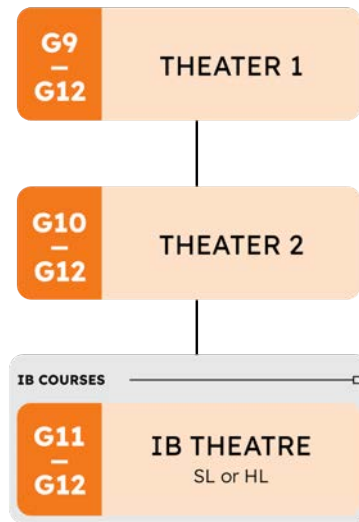 G9
—
G12
THEATER 1
G10
—
G12
THEATER 2
IB COURSES
G11
—
G12
IB THEATRE
SL or HL